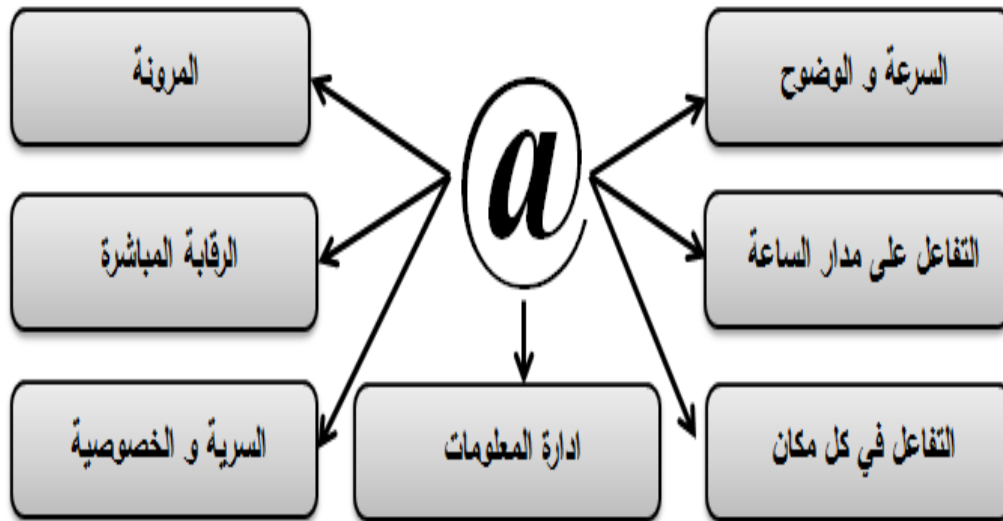 السرعة و الوضوح
المرونة
@
التفاعل على مدار الساعة
الرقابة المباشرة
التفاعل في كل مكان
ادارة المعلومات
السرية و الخصوصية